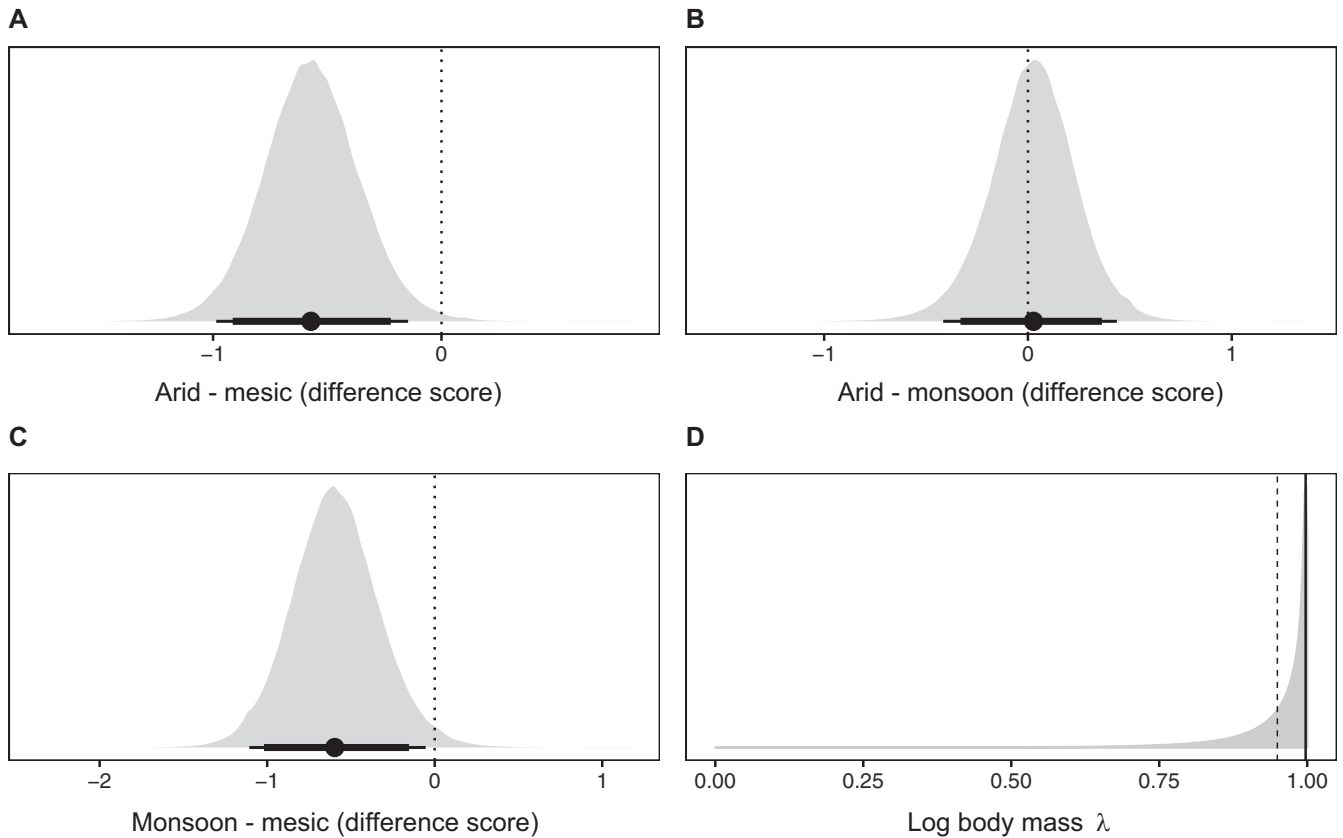 A
B
−1
0
−1
0
1
Arid - mesic (difference score)
Arid - monsoon (difference score)
C
D
−2
−1
0
1
0.00
0.25
0.50
0.75
1.00
Monsoon - mesic (difference score)
Log body mass λ